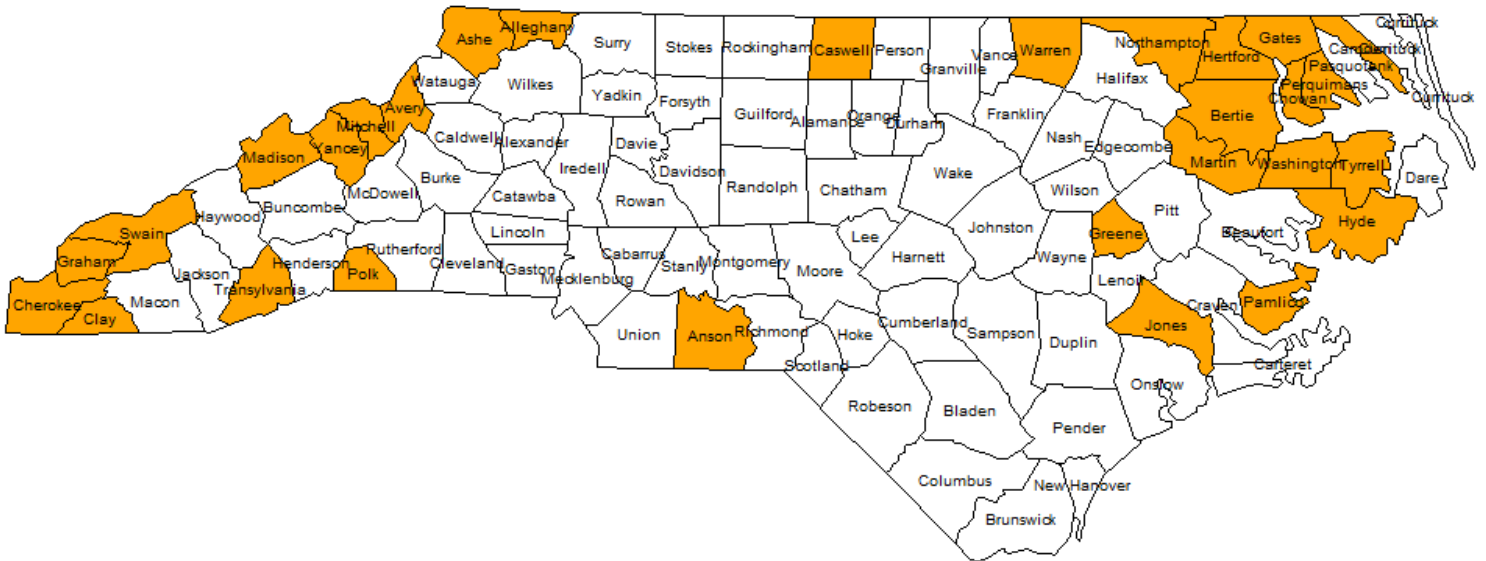 Ashe
Alleghany
Surry
Stokes
Rockingham
Caswell
Person
Granville
Vance
Warren
Northampton
Hertford
Gates
Camden
Currituck
Currituck
Currituck
Pasquotank
Perquimans
Chowan
Halifax
Watauga
Wilkes
Yadkin
Forsyth
Guilford
Alamance
Orange
Durham
Franklin
Nash
Edgecombe
Bertie
Avery
Mitchell
Yancey
Madison
Caldwell
Alexander
Iredell
Davie
Davidson
Randolph
Chatham
Wake
Wilson
Martin
Washington
Tyrrell
Dare
Burke
McDowell
Buncombe
Haywood
Catawba
Rowan
Johnston
Greene
Pitt
Beaufort
Hyde
Swain
Graham
Jackson
Henderson
Rutherford
Polk
Cleveland
Lincoln
Gaston
Mecklenburg
Cabarrus
Stanly
Montgomery
Moore
Lee
Harnett
Wayne
Lenoir
Craven
Pamlico
Cherokee
Clay
Macon
Transylvania
Union
Anson
Richmond
Scotland
Hoke
Cumberland
Sampson
Duplin
Jones
Carteret
Onslow
Robeson
Bladen
Pender
Columbus
New Hanover
Brunswick